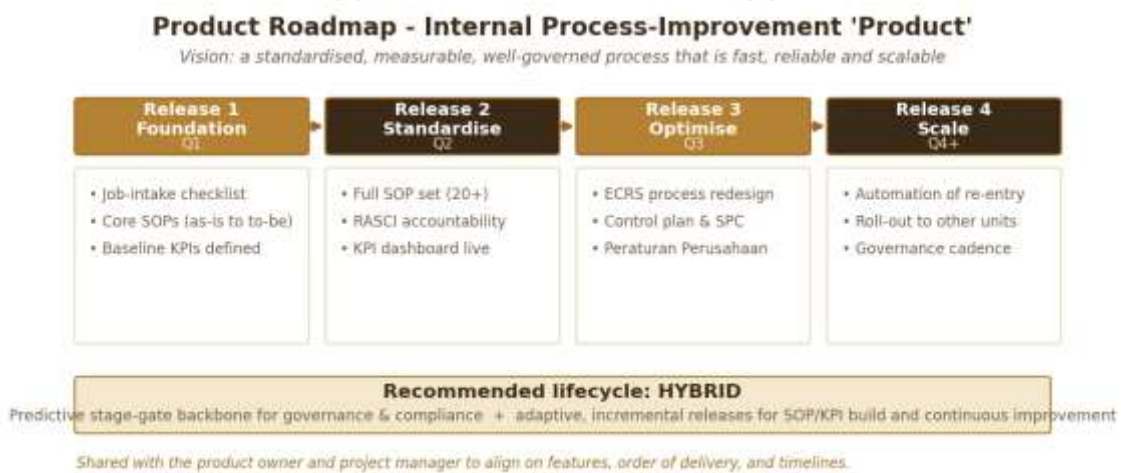 Product Roadmap - Internal Process-Improvement 'Product'
Vision: a standardised, measurable, well-governed process that is fast, reliable and scalable
Release 1
Foundation
Q1
• Job-intake checklist
• Core SOPs (as-is to to-be)
• Baseline KPIs defined
Release 2
Standardise
Q2
• Full SOP set (20+)
• RASCI accountability
• KPI dashboard live
Release 3
Optimise
Q3
• ECRS process redesign
• Control plan & SPC
• Peraturan Perusahaan
Release 4
Scale
Q4+
• Automation of re-entry
• Roll-out to other units
• Governance cadence
Recommended lifecycle: HYBRID
Predictive stage-gate backbone for governance & compliance + adaptive, incremental releases for SOP/KPI build and continuous improvement
Shared with the product owner and project manager to align on features, order of delivery, and timelines.